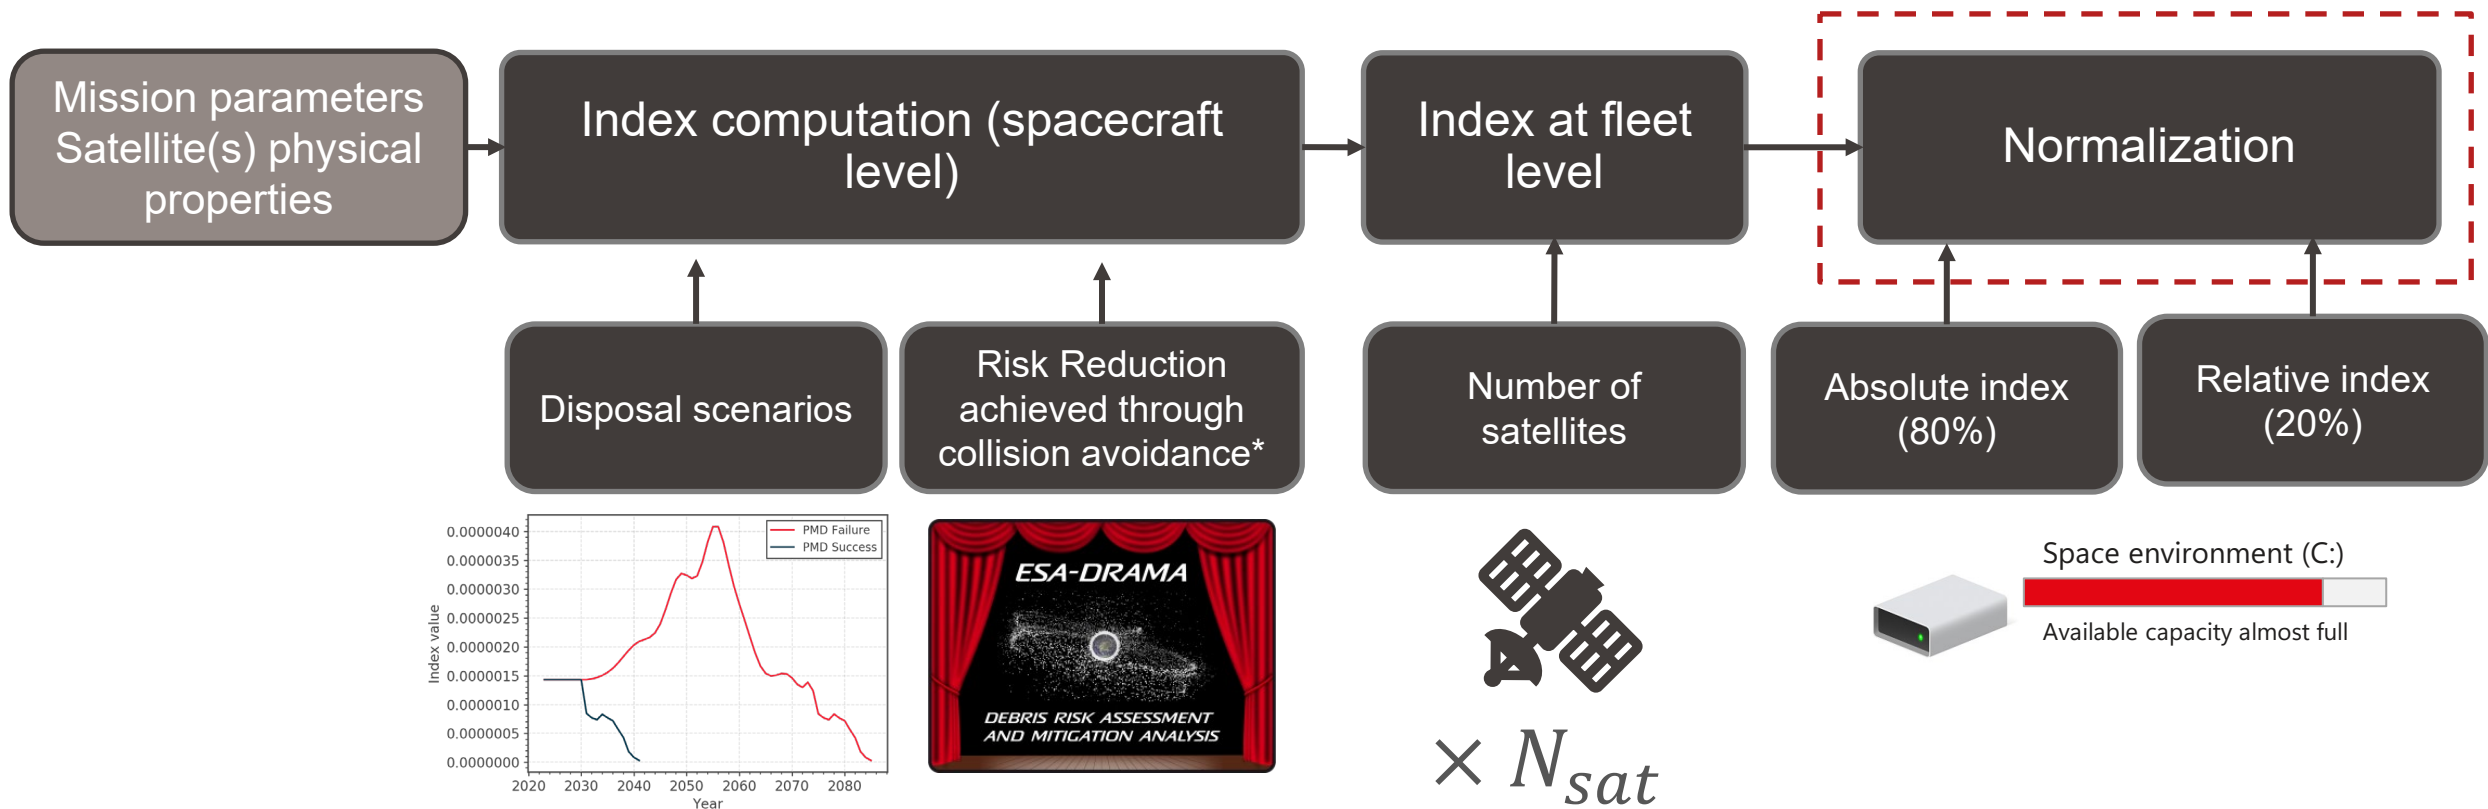 Mission parameters
Satellite(s) physical
properties
Index computation (spacecraft
level)
Index at fleet
level
Normalization
Disposal scenarios
Risk Reduction
achieved through
collision avoidance*
Number of
satellites
Absolute index
(80%)
Relative index
(20%)
Index value
0.0000040
0.0000035
0.0000030
0.0000025
0.0000020
0.0000015
0.0000010
0.0000005
0.0000000
PMD Failure
PMD Success
2020 2030 2040 2050 2060 2070 2080
Year
ESA-DRAMA
DEBRIS RISK ASSESSMENT
AND MITIGATION ANALYSIS
× N_sat
Space environment (C:)
Available capacity almost full